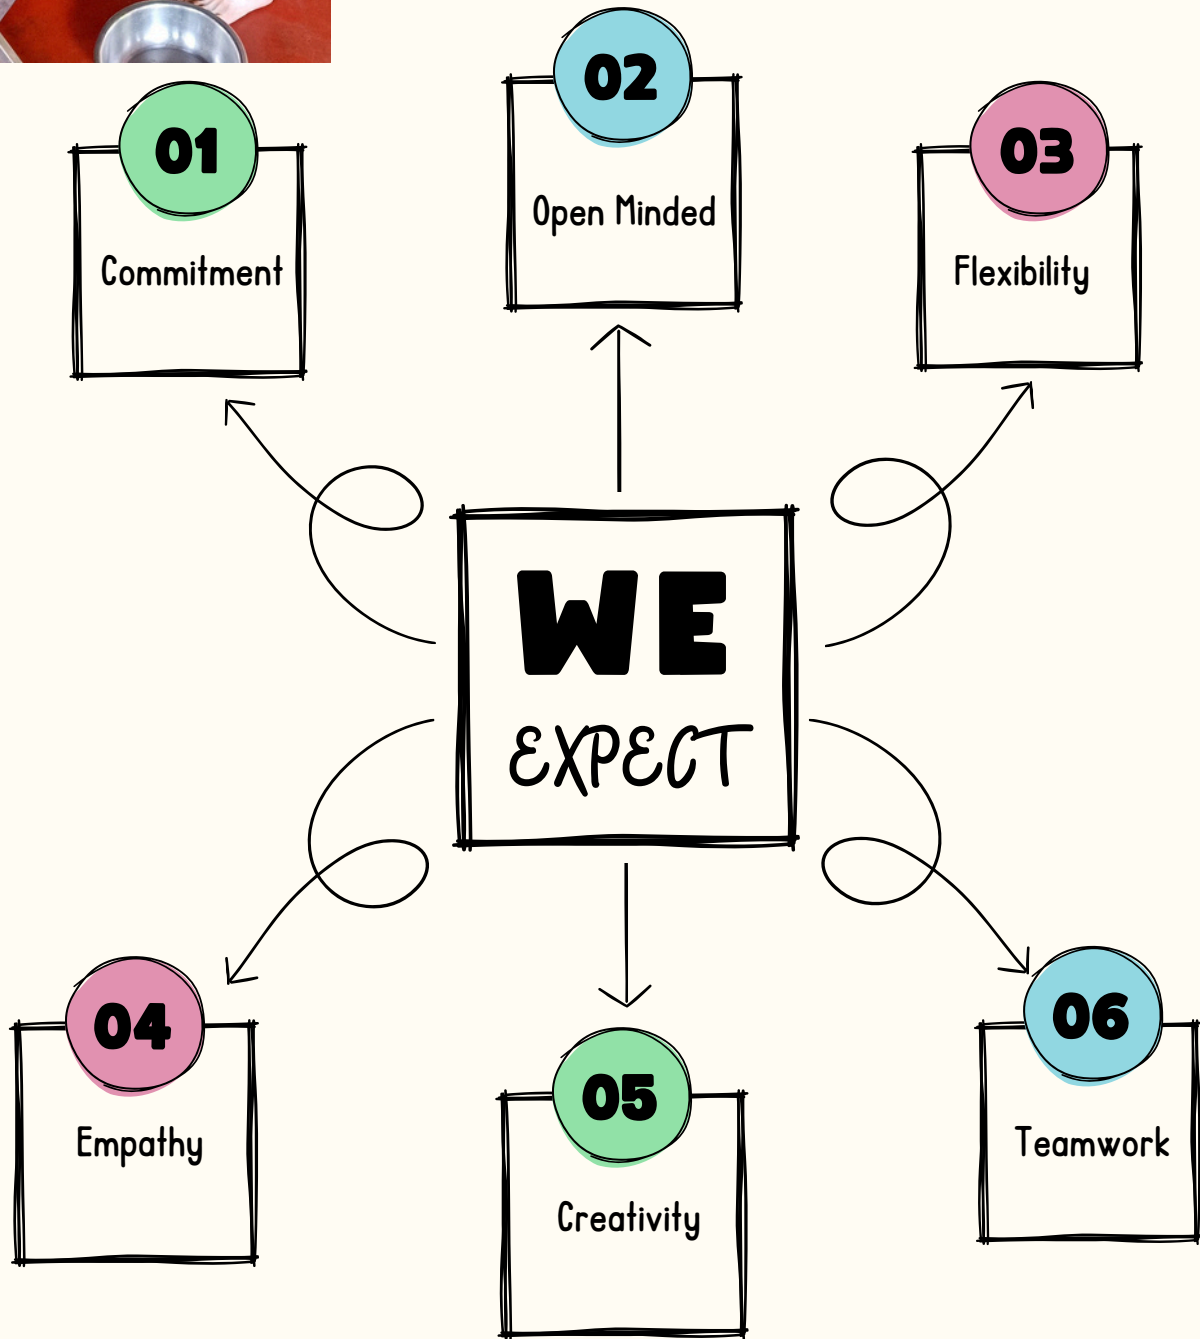 01
Commitment
02
Open Minded
03
Flexibility
WE
EXPECT
04
Empathy
05
Creativity
06
Teamwork